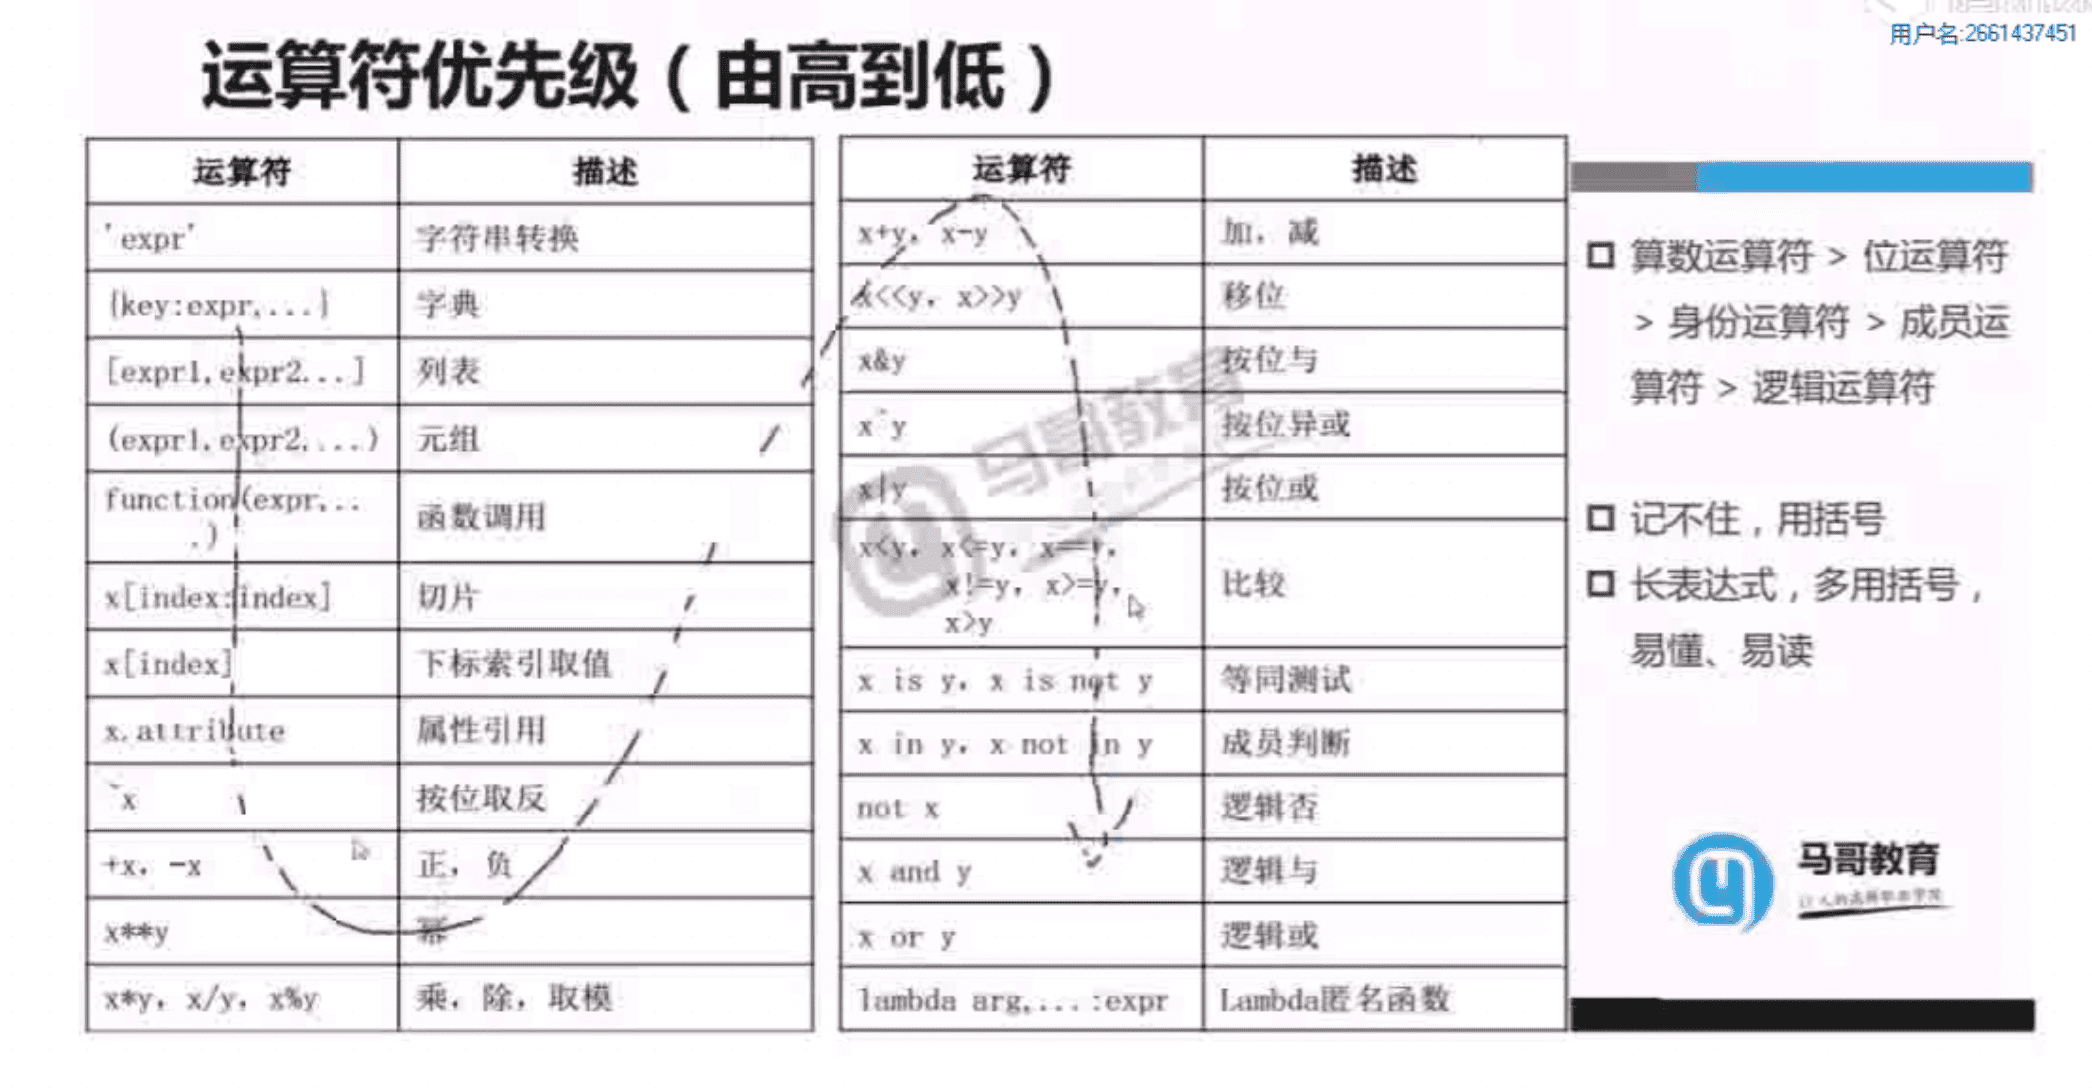 用户名:2661437451
运算符优先级（由高到低）
运算符 描述
'expr' 字符串转换
{key:expr,...} 字典
[expr1,expr2...] 列表
(expr1,expr2,...) 元组
function(expr,...) 函数调用
x[index:index] 切片
x[index] 下标索引取值
x.attribute 属性引用
~x 按位取反
+x, -x 正, 负
x**y 幂
x*y, x/y, x%y 乘, 除, 取模
运算符 描述
x+y, x-y 加, 减
x<<y, x>>y 移位
x&y 按位与
x^y 按位异或
x|y 按位或
x<y, x<=y, x==y,
x!=y, x>=y,
x>y
比较
x is y, x is not y 等同测试
x in y, x not in y 成员判断
not x 逻辑否
x and y 逻辑与
x or y 逻辑或
lambda arg,...:expr Lambda匿名函数
马哥教育
算数运算符 > 位运算符
> 身份运算符 > 成员运
算符 > 逻辑运算符
记不住，用括号
长表达式，多用括号，
易懂、易读
马哥教育